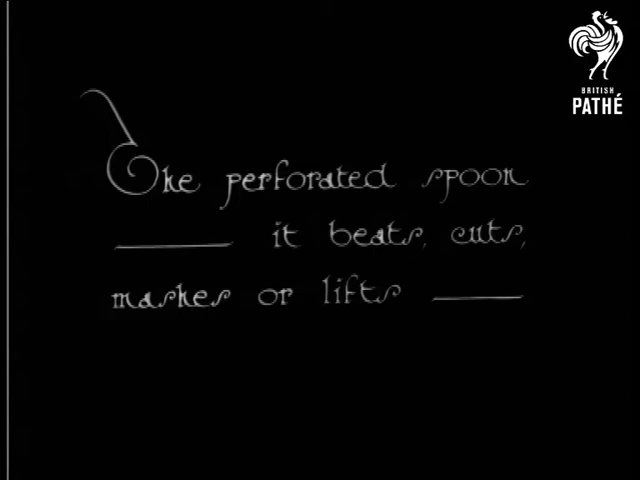 BRITISH
PATHÉ
The perforated spoon
—— it beats, cuts,
mashes or lifts ——